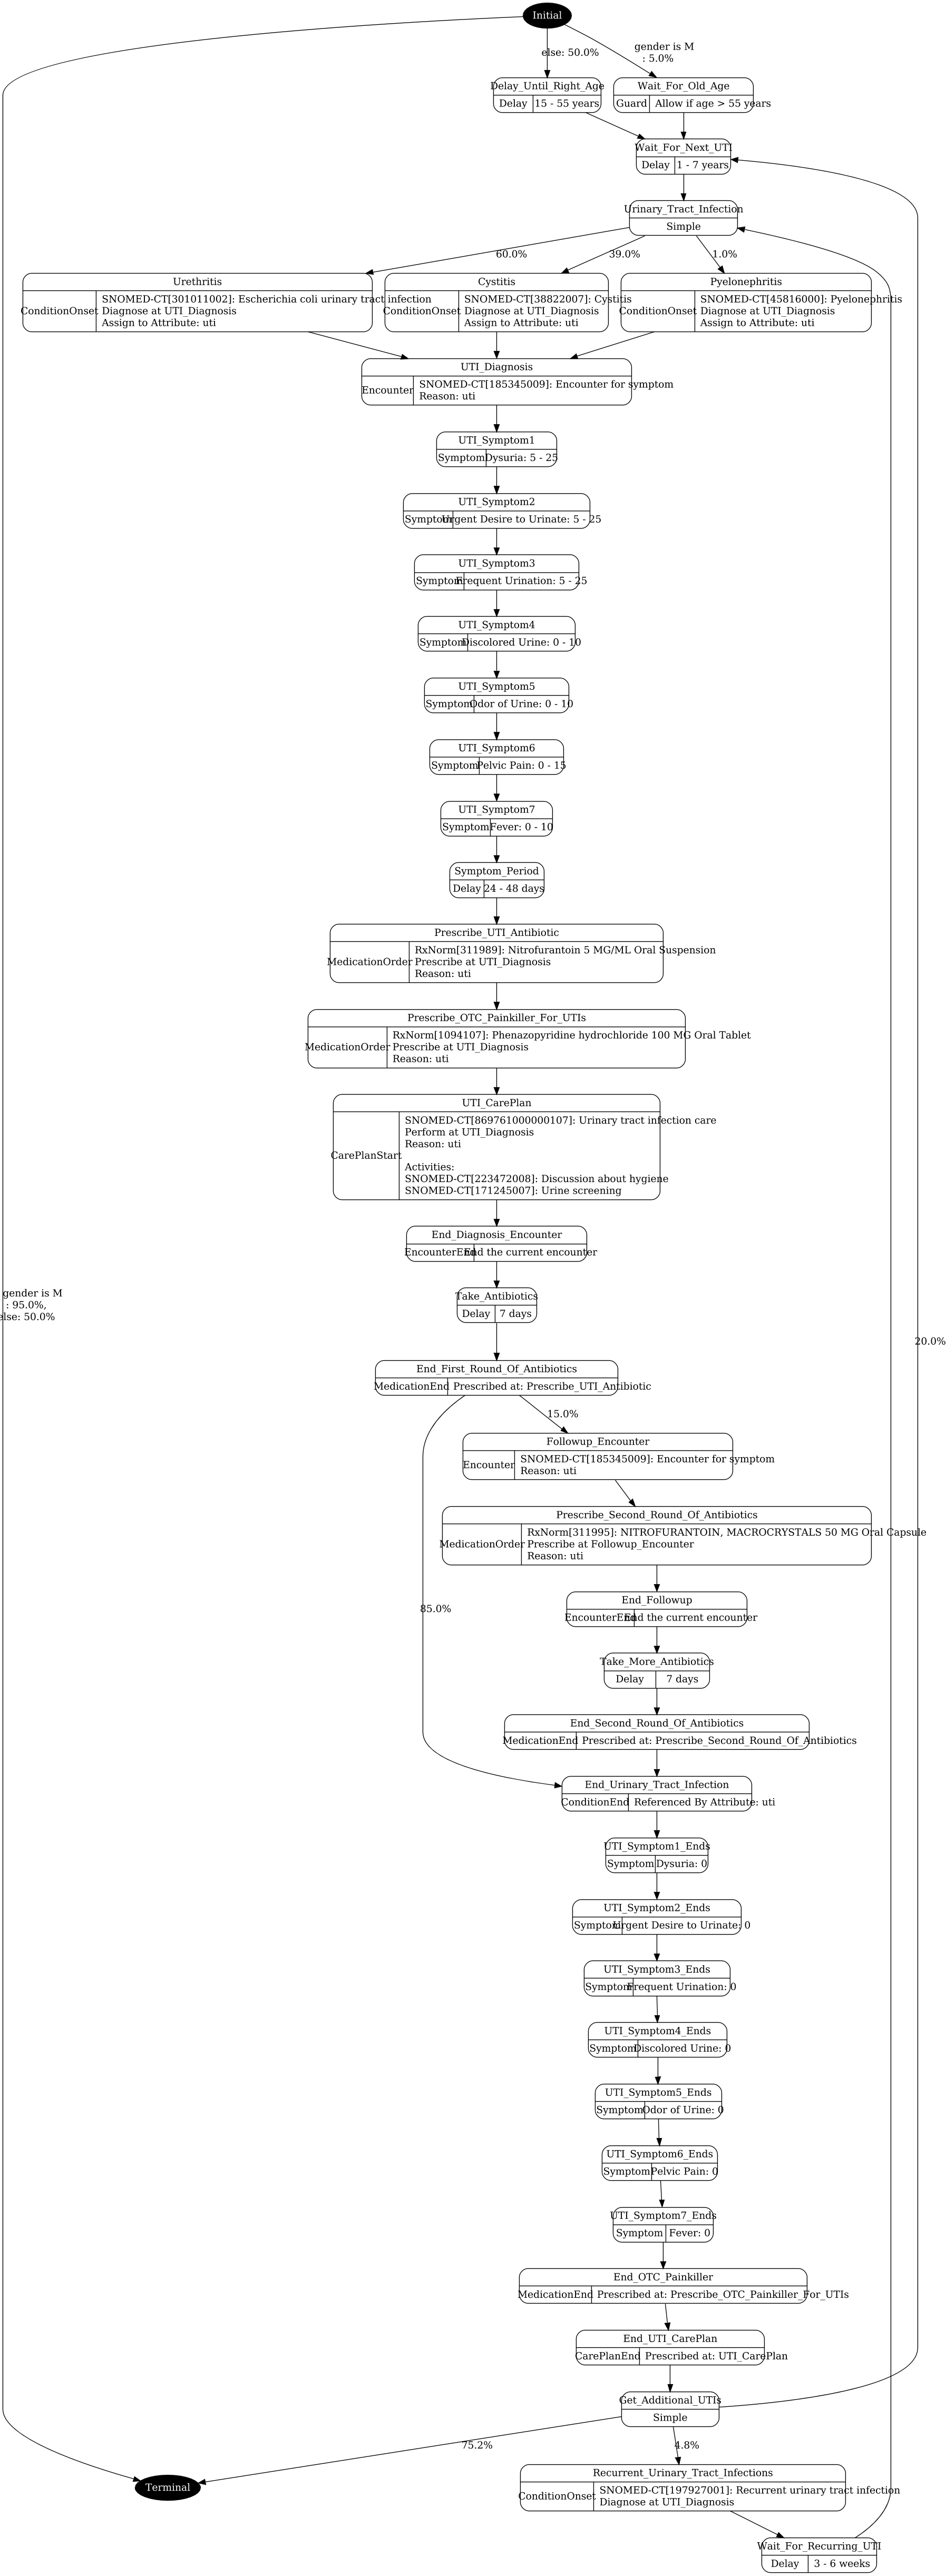 Initial
else: 50.0%
gender is M
: 5.0%
Delay_Until_Right_Age
Delay
15 - 55 years
Wait_For_Old_Age
Guard
Allow if age > 55 years
Wait_For_Next_UTI
Delay
1 - 7 years
Urinary_Tract_Infection
Simple
60.0%
39.0%
1.0%
Urethritis
ConditionOnset
SNOMED-CT[301011002]: Escherichia coli urinary tract infection
Diagnose at UTI_Diagnosis
Assign to Attribute: uti
Cystitis
ConditionOnset
SNOMED-CT[38822007]: Cystitis
Diagnose at UTI_Diagnosis
Assign to Attribute: uti
Pyelonephritis
ConditionOnset
SNOMED-CT[45816000]: Pyelonephritis
Diagnose at UTI_Diagnosis
Assign to Attribute: uti
UTI_Diagnosis
Encounter
SNOMED-CT[185345009]: Encounter for symptom
Reason: uti
UTI_Symptom1
Symptom
Dysuria: 5 - 25
UTI_Symptom2
Symptom
Urgent Desire to Urinate: 5 - 25
UTI_Symptom3
Symptom
Frequent Urination: 5 - 25
UTI_Symptom4
Symptom
Discolored Urine: 0 - 10
UTI_Symptom5
Symptom
Odor of Urine: 0 - 10
UTI_Symptom6
Symptom
Pelvic Pain: 0 - 15
UTI_Symptom7
Symptom
Fever: 0 - 10
Symptom_Period
Delay
24 - 48 days
Prescribe_UTI_Antibiotic
MedicationOrder
RxNorm[311989]: Nitrofurantoin 5 MG/ML Oral Suspension
Prescribe at UTI_Diagnosis
Reason: uti
Prescribe_OTC_Painkiller_For_UTIs
MedicationOrder
RxNorm[1094107]: Phenazopyridine hydrochloride 100 MG Oral Tablet
Prescribe at UTI_Diagnosis
Reason: uti
UTI_CarePlan
CarePlanStart
SNOMED-CT[869761000000107]: Urinary tract infection care
Perform at UTI_Diagnosis
Reason: uti
Activities:
SNOMED-CT[223472008]: Discussion about hygiene
SNOMED-CT[171245007]: Urine screening
End_Diagnosis_Encounter
EncounterEnd
End the current encounter
Take_Antibiotics
Delay
7 days
gender is M
: 95.0%,
else: 50.0%
20.0%
End_First_Round_Of_Antibiotics
MedicationEnd
Prescribed at: Prescribe_UTI_Antibiotic
15.0%
Followup_Encounter
Encounter
SNOMED-CT[185345009]: Encounter for symptom
Reason: uti
Prescribe_Second_Round_Of_Antibiotics
MedicationOrder
RxNorm[311995]: NITROFURANTOIN, MACROCRYSTALS 50 MG Oral Capsule
Prescribe at Followup_Encounter
Reason: uti
85.0%
End_Followup
EncounterEnd
End the current encounter
Take_More_Antibiotics
Delay
7 days
End_Second_Round_Of_Antibiotics
MedicationEnd
Prescribed at: Prescribe_Second_Round_Of_Antibiotics
End_Urinary_Tract_Infection
ConditionEnd
Referenced By Attribute: uti
UTI_Symptom1_Ends
Symptom
Dysuria: 0
UTI_Symptom2_Ends
Symptom
Urgent Desire to Urinate: 0
UTI_Symptom3_Ends
Symptom
Frequent Urination: 0
UTI_Symptom4_Ends
Symptom
Discolored Urine: 0
UTI_Symptom5_Ends
Symptom
Odor of Urine: 0
UTI_Symptom6_Ends
Symptom
Pelvic Pain: 0
UTI_Symptom7_Ends
Symptom
Fever: 0
End_OTC_Painkiller
MedicationEnd
Prescribed at: Prescribe_OTC_Painkiller_For_UTIs
End_UTI_CarePlan
CarePlanEnd
Prescribed at: UTI_CarePlan
Get_Additional_UTIs
Simple
75.2%
4.8%
Terminal
Recurrent_Urinary_Tract_Infections
ConditionOnset
SNOMED-CT[197927001]: Recurrent urinary tract infection
Diagnose at UTI_Diagnosis
Wait_For_Recurring_UTI
Delay
3 - 6 weeks